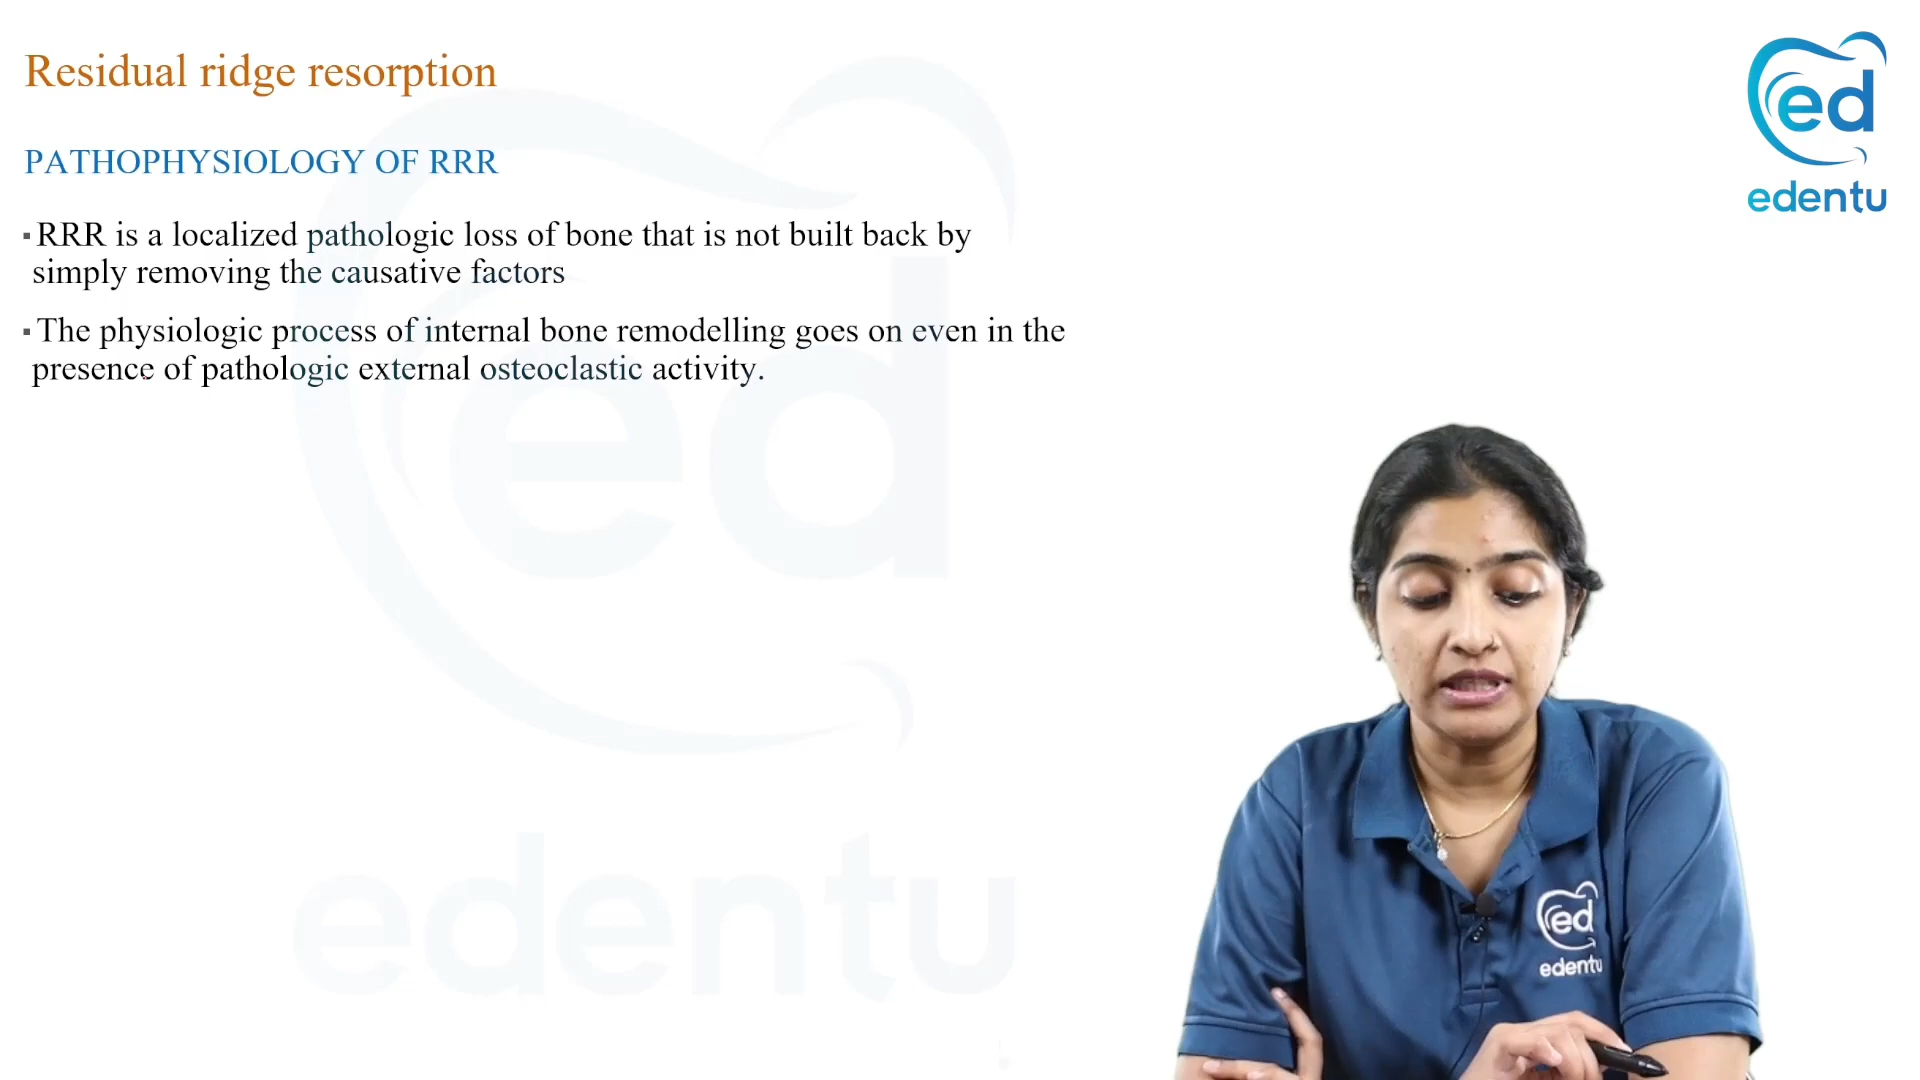 Residual ridge resorption
ed
edentu
PATHOPHYSIOLOGY OF RRR
▪RRR is a localized pathologic loss of bone that is not built back by
simply removing the causative factors
▪The physiologic process of internal bone remodelling goes on even in the
presence of pathologic external osteoclastic activity.
ed
edentu
ed
edentu